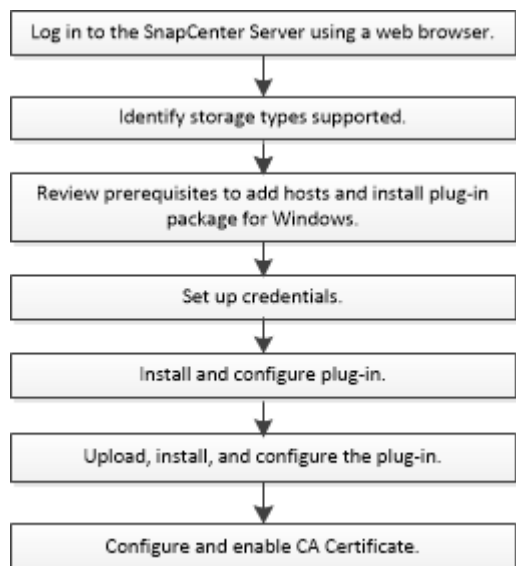 Log in to the SnapCenter Server using a web browser.
Identify storage types supported.
Review prerequisites to add hosts and install plug-in
package for Windows.
Set up credentials.
Install and configure plug-in.
Upload, install, and configure the plug-in.
Configure and enable CA Certificate.